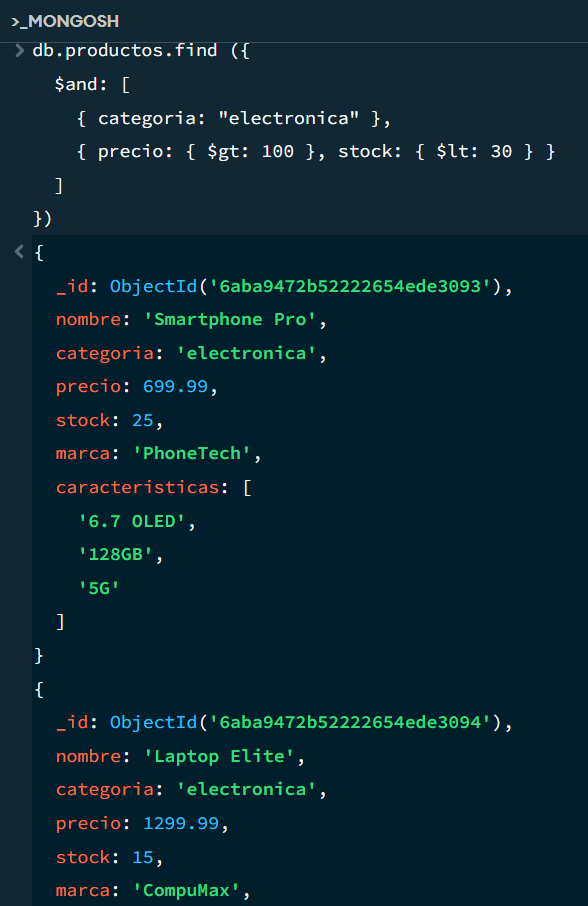 >_MONGOSH
> db.productos.find ({
$and: [
{ categoria: "electronica" },
{ precio: { $gt: 100 }, stock: { $lt: 30 } }
]
})
< {
_id: ObjectId('6aba9472b52222654ede3093'),
nombre: 'Smartphone Pro',
categoria: 'electronica',
precio: 699.99,
stock: 25,
marca: 'PhoneTech',
caracteristicas: [
'6.7 OLED',
'128GB',
'5G'
]
}
{
_id: ObjectId('6aba9472b52222654ede3094'),
nombre: 'Laptop Elite',
categoria: 'electronica',
precio: 1299.99,
stock: 15,
marca: 'CompuMax',